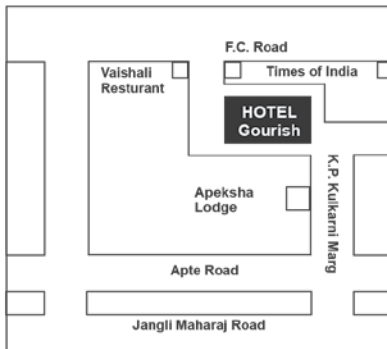 F.C. Road
Vaishali
Resturant
Times of India
HOTEL
Gourish
K.P. Kulkarni Marg
Apeksha
Lodge
Apte Road
Jangli Maharaj Road